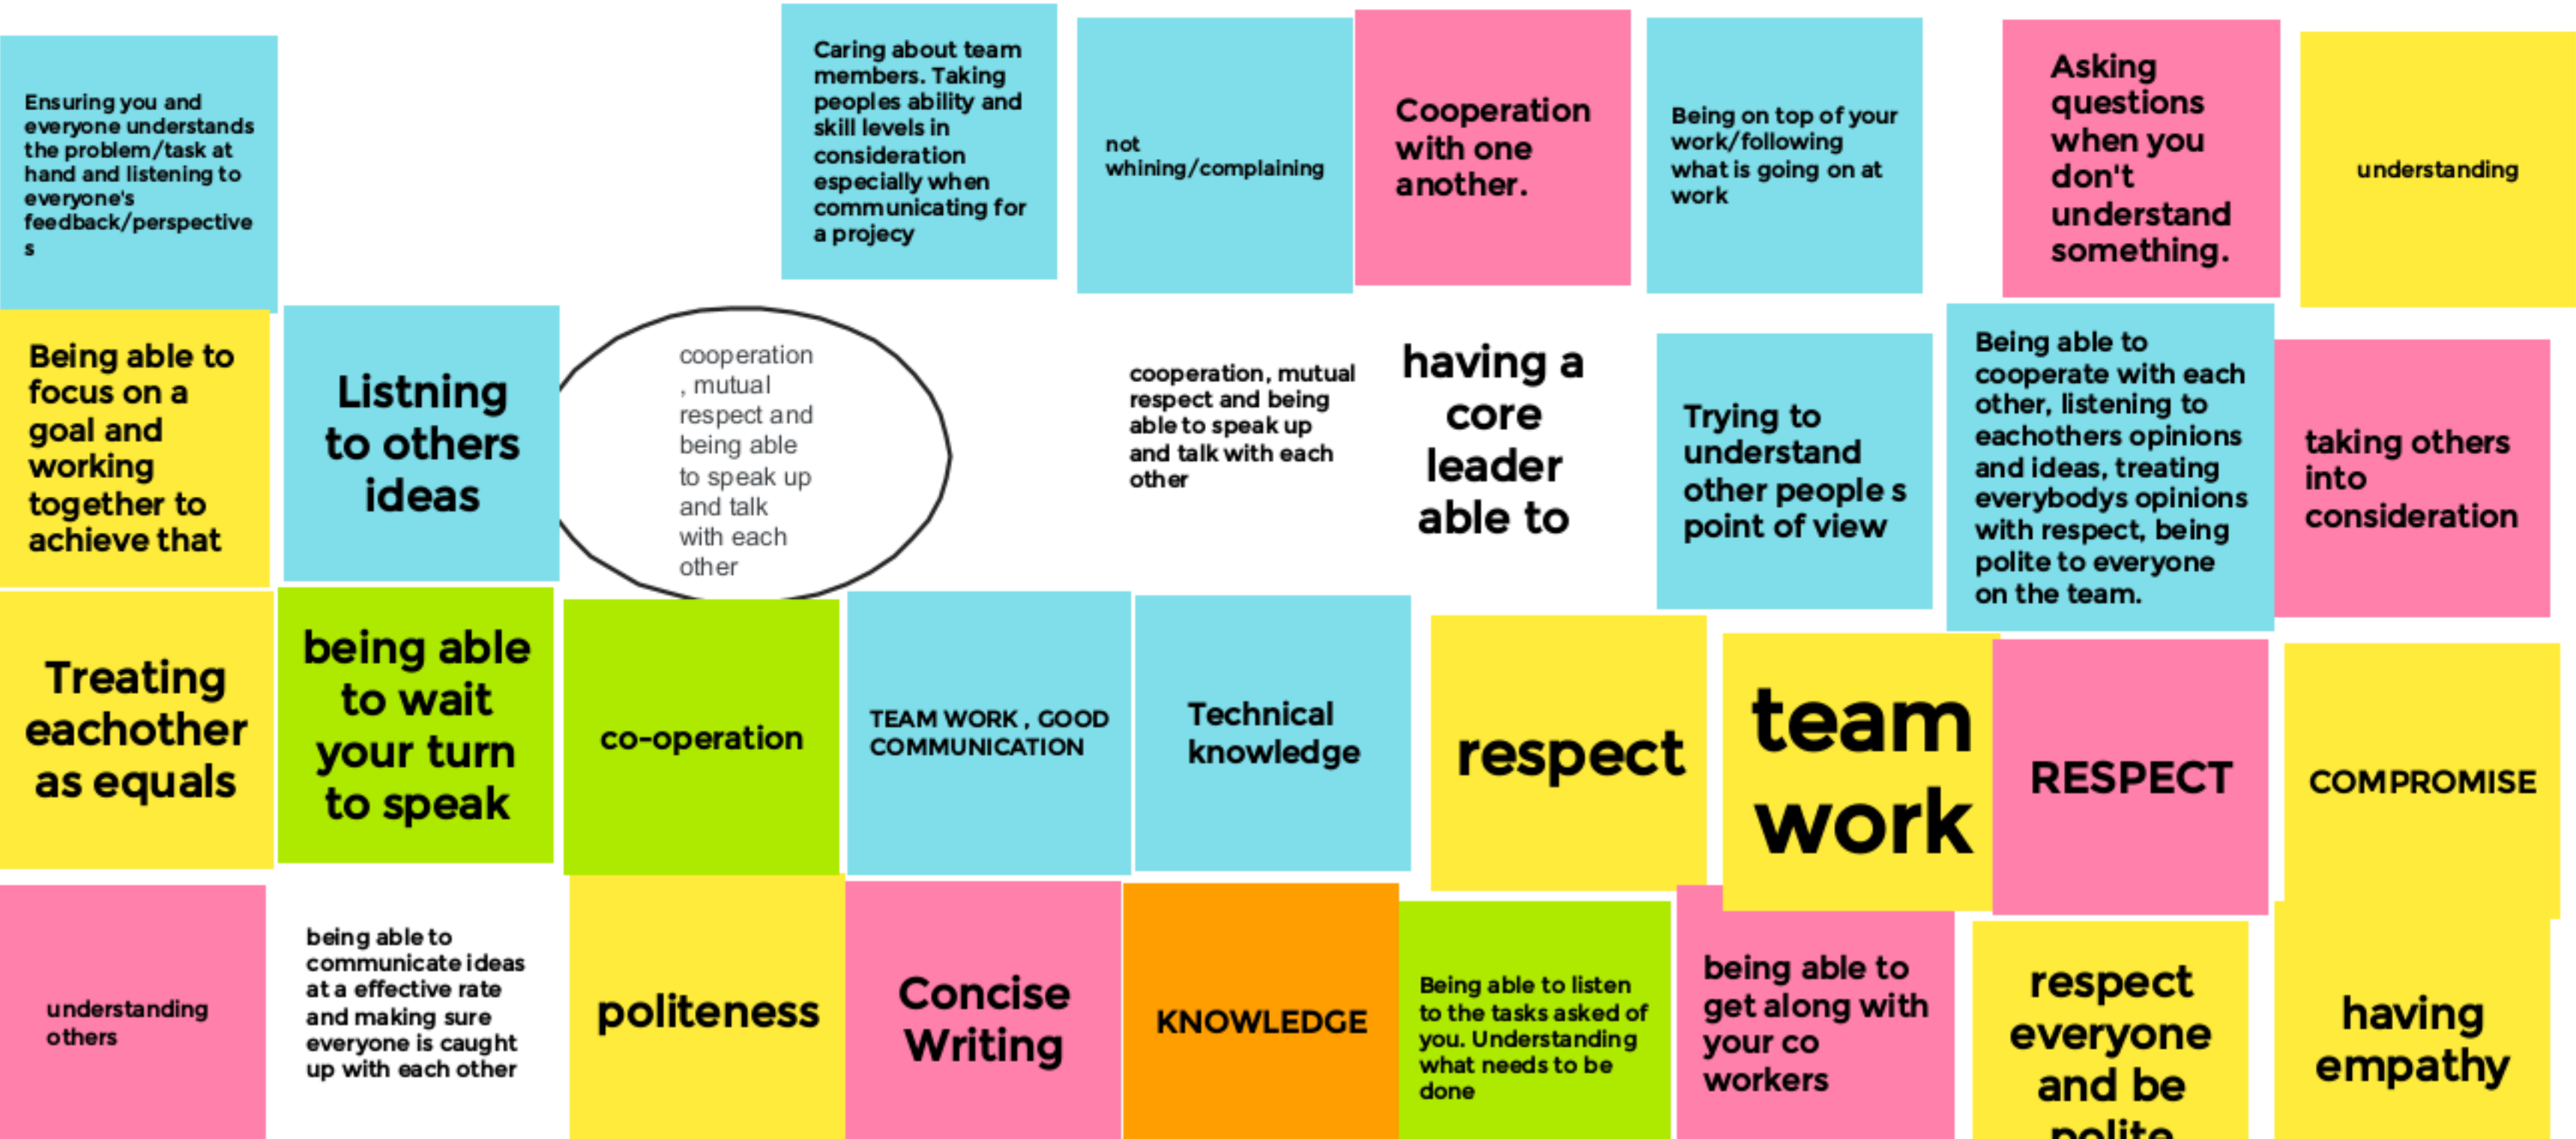 Ensuring you and
everyone understands
the problem/task at
hand and listening to
everyone's
feedback/perspective
s
Caring about team
members. Taking
peoples ability and
skill levels in
consideration
especially when
communicating for
a projecy
not
whining/complaining
Cooperation
with one
another.
Being on top of your
work/following
what is going on at
work
Asking
questions
when you
don't
understand
something.
understanding
Being able to
focus on a
goal and
working
together to
achieve that
Listning
to others
ideas
cooperation
, mutual
respect and
being able
to speak up
and talk
with each
other
cooperation, mutual
respect and being
able to speak up
and talk with each
other
having a
core
leader
able to
Trying to
understand
other people s
point of view
Being able to
cooperate with each
other, listening to
eachothers opinions
and ideas, treating
everybodys opinions
with respect, being
polite to everyone
on the team.
taking others
into
consideration
Treating
eachother
as equals
being able
to wait
your turn
to speak
co-operation
TEAM WORK , GOOD
COMMUNICATION
Technical
knowledge
respect
team
work
RESPECT
COMPROMISE
understanding
others
being able to
communicate ideas
at a effective rate
and making sure
everyone is caught
up with each other
politeness
Concise
Writing
KNOWLEDGE
Being able to listen
to the tasks asked of
you. Understanding
what needs to be
done
being able to
get along with
your co
workers
respect
everyone
and be
polite
having
empathy